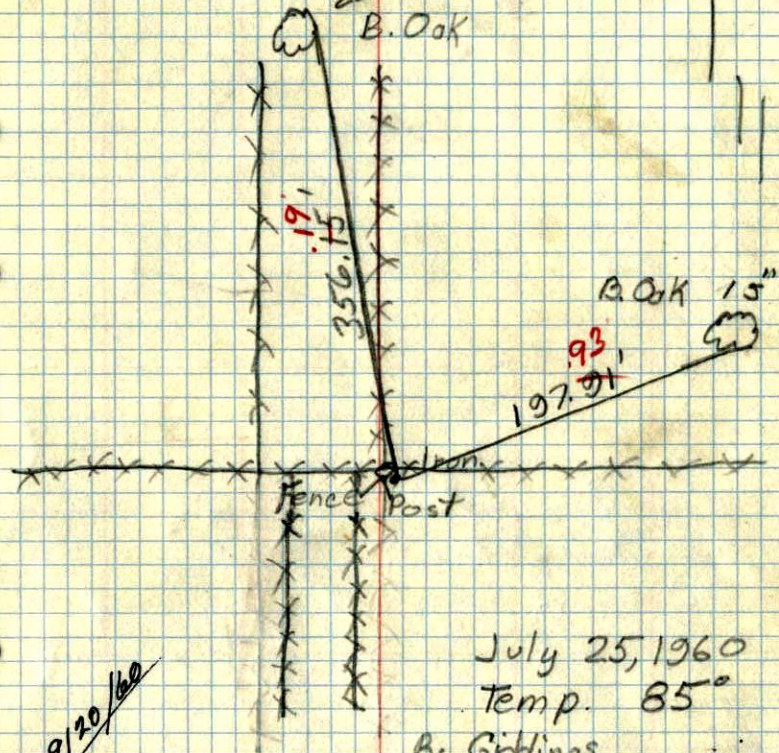 B. Oak
.19'
356.15
B. Oak 15"
.93
197.91'
Iron
Fence Post
July 25, 1960
Temp. 85°
9/20/60
B. Giddings